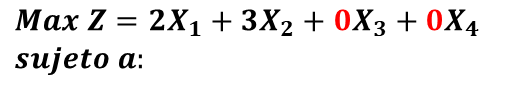 Max Z = 2X₁ + 3X₂ + 0X₃ + 0X₄
sujeto a: